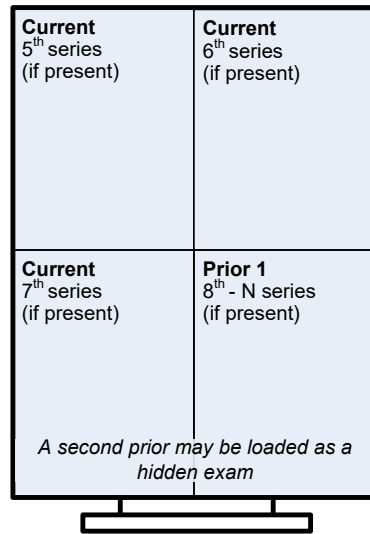 Current
5th series
(if present)
Current
6th series
(if present)
Current
7th series
(if present)
Prior 1
8th - N series
(if present)
A second prior may be loaded as a
hidden exam